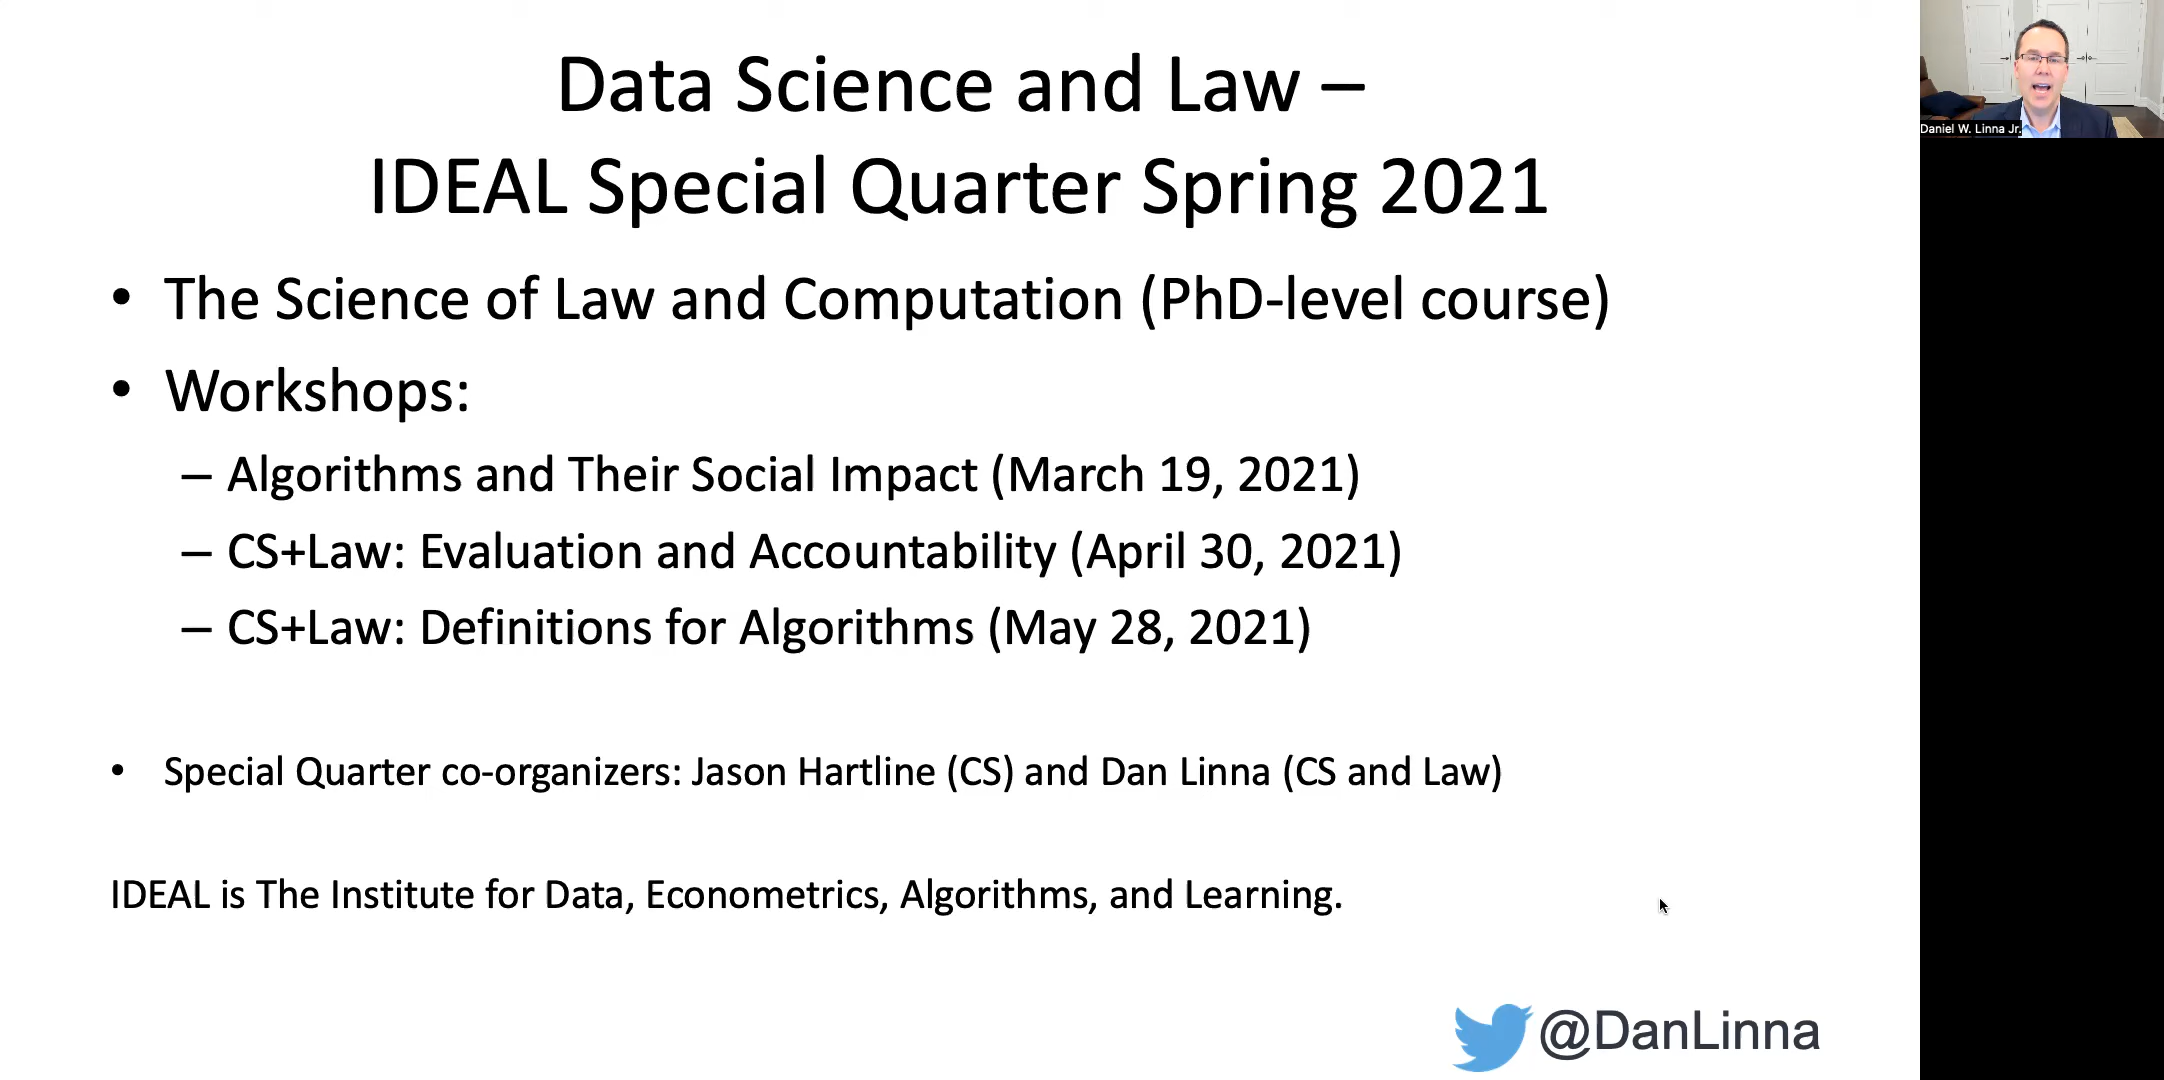 Data Science and Law –
IDEAL Special Quarter Spring 2021
• The Science of Law and Computation (PhD-level course)
• Workshops:
– Algorithms and Their Social Impact (March 19, 2021)
– CS+Law: Evaluation and Accountability (April 30, 2021)
– CS+Law: Definitions for Algorithms (May 28, 2021)
• Special Quarter co-organizers: Jason Hartline (CS) and Dan Linna (CS and Law)
IDEAL is The Institute for Data, Econometrics, Algorithms, and Learning.
@DanLinna
Daniel W. Linna Jr.